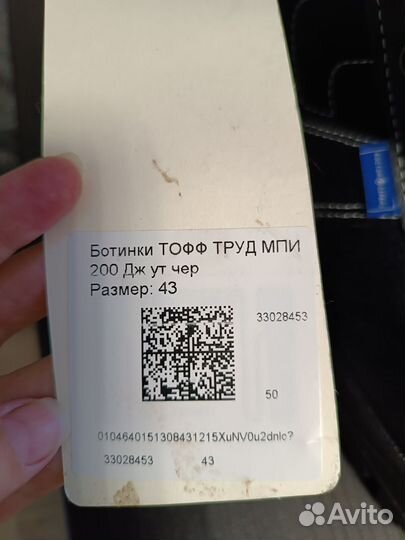 Ботинки ТОФФ ТРУД МПИ
200 Дж ут чер
Размер: 43
33028453
50
0104640151308431215XuNV0u2dnlc?
33028453 43
Avito